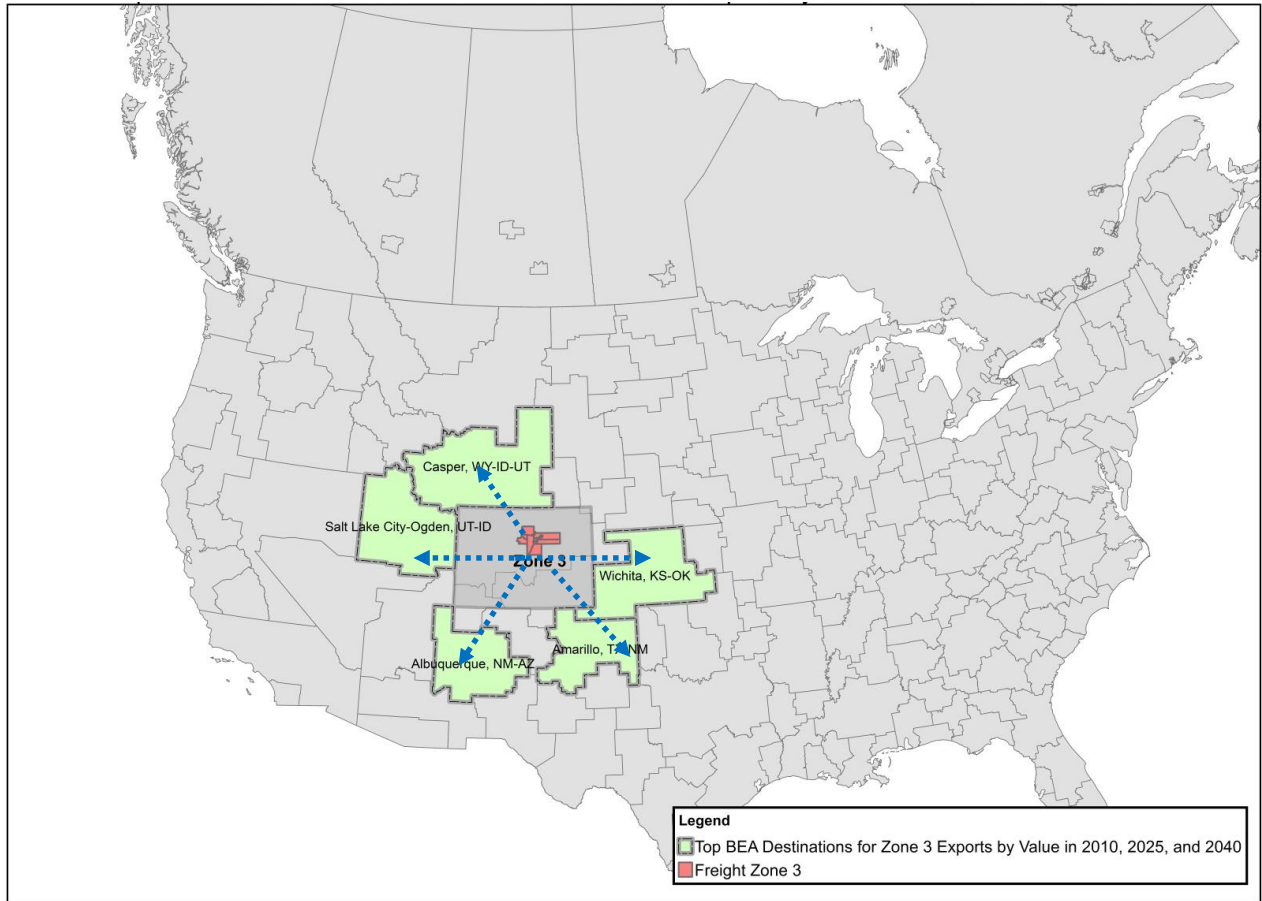 Casper, WY-ID-UT
Salt Lake City-Ogden, UT-ID
Zone 3
Wichita, KS-OK
Amarillo, TX-NM
Albuquerque, NM-AZ
Legend
Top BEA Destinations for Zone 3 Exports by Value in 2010, 2025, and 2040
Freight Zone 3